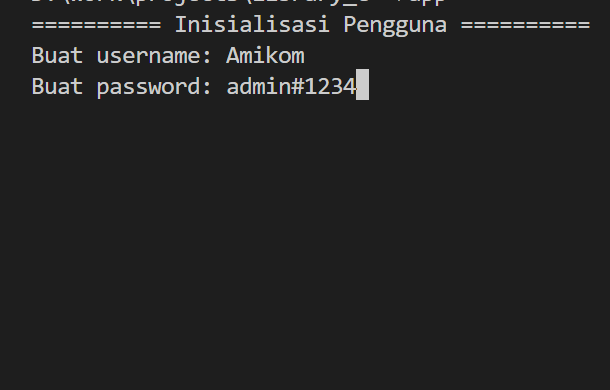 ========== Inisialisasi Pengguna ==========
Buat username: Amikom
Buat password: admin#1234